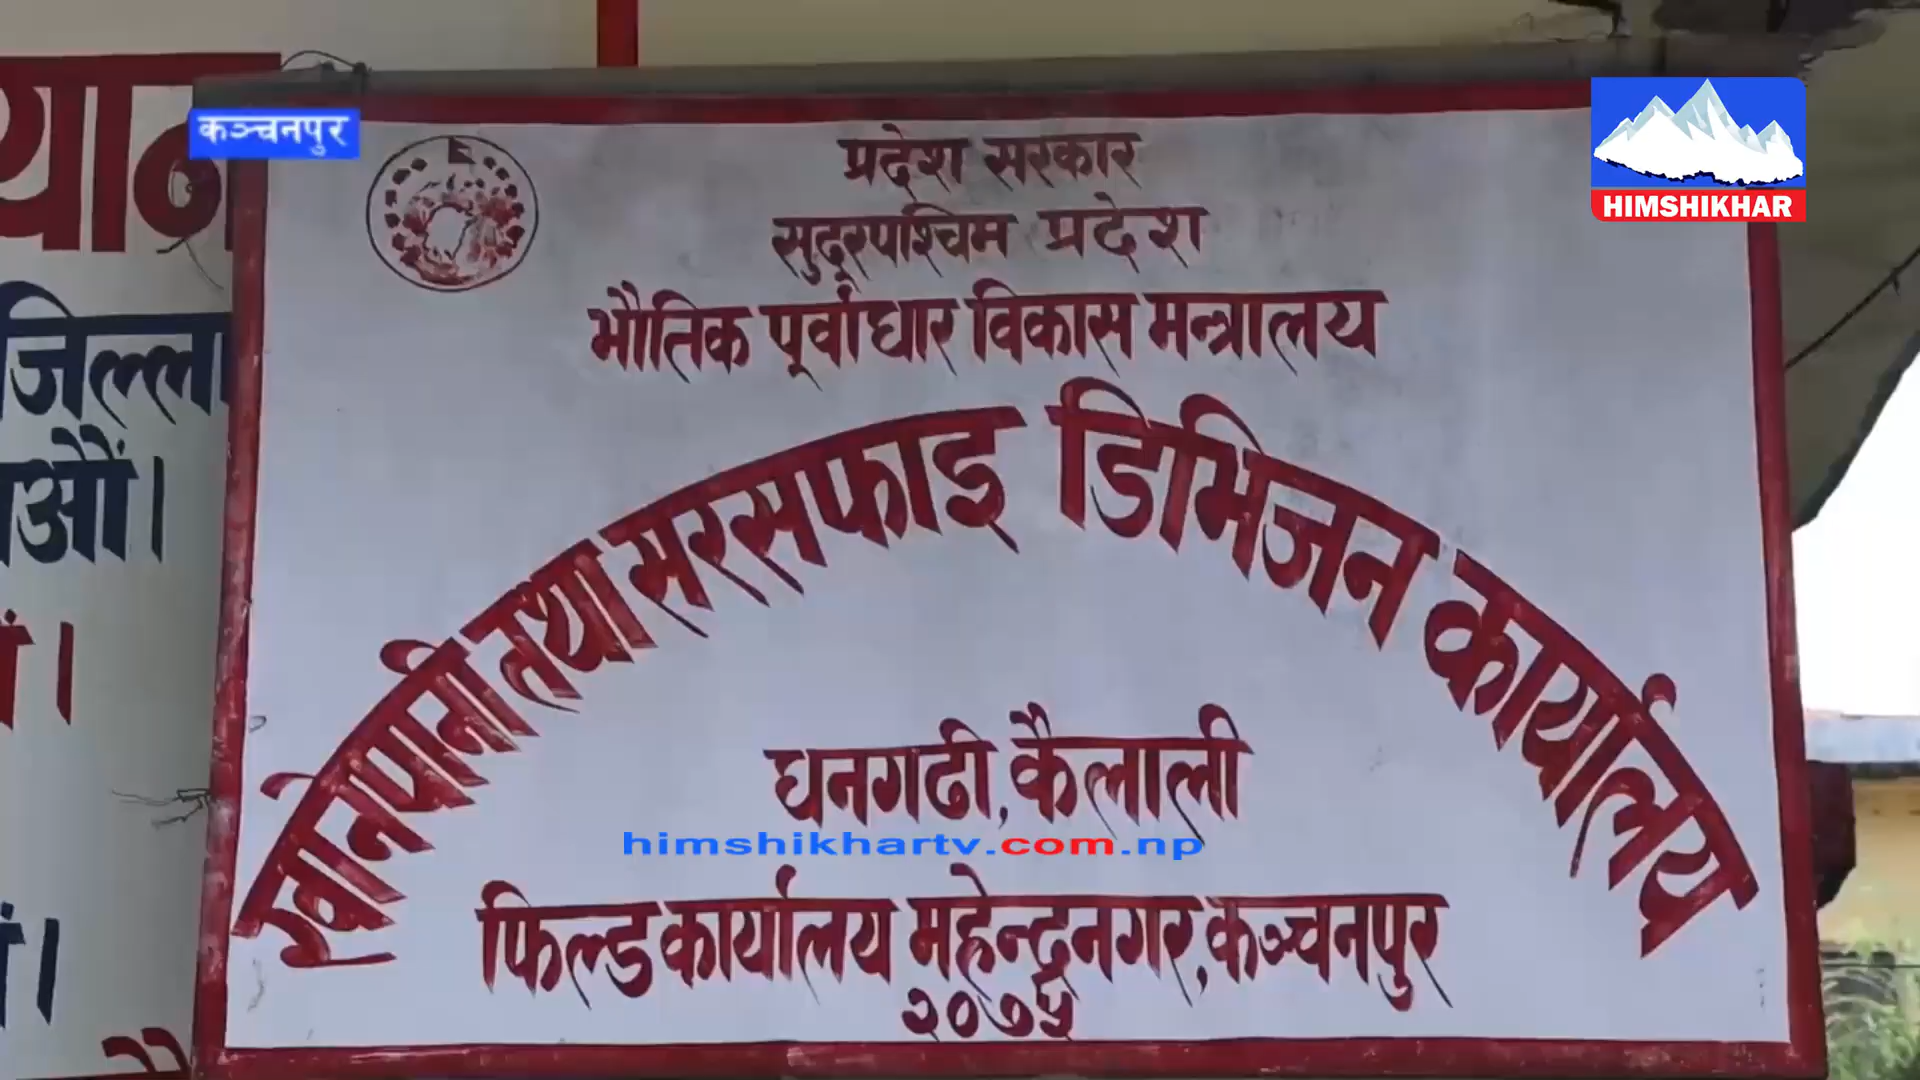 कञ्चनपुर
HIMSHIKHAR
प्रदेश सरकार
सुदूरपश्चिम प्रदेश
भौतिक पूर्वाधार विकास मन्त्रालय
खानेपानी तथा सरसफाइ डिभिजन कार्यालय
धनगढी, कैलाली
himshikhartv.com.np
फिल्ड कार्यालय महेन्द्रनगर, कञ्चनपुर
२०७५
जिल्ला